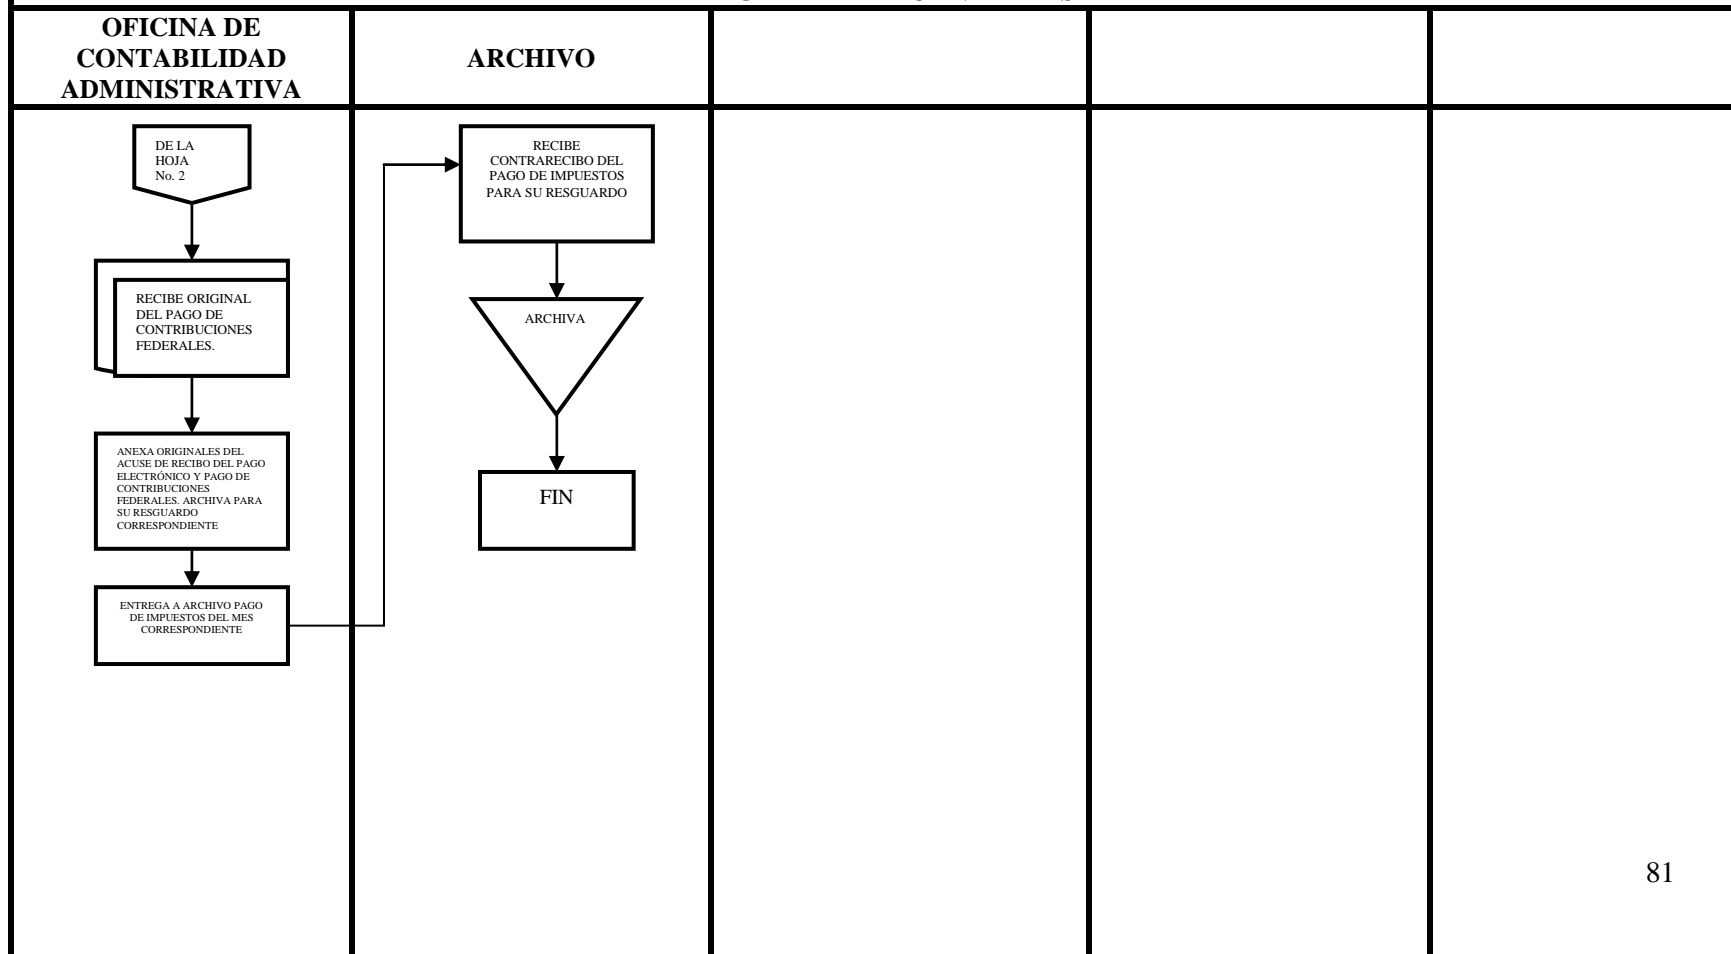 OFICINA DE
CONTABILIDAD
ADMINISTRATIVA
ARCHIVO
DE LA
HOJA
No. 2
RECIBE ORIGINAL
DEL PAGO DE
CONTRIBUCIONES
FEDERALES.
ANEXA ORIGINALES DEL
ACUSE DE RECIBO DEL PAGO
ELECTRÓNICO Y PAGO DE
CONTRIBUCIONES
FEDERALES. ARCHIVA PARA
SU RESGUARDO
CORRESPONDIENTE
ENTREGA A ARCHIVO PAGO
DE IMPUESTOS DEL MES
CORRESPONDIENTE
RECIBE
CONTRARECIBO DEL
PAGO DE IMPUESTOS
PARA SU RESGUARDO
ARCHIVA
FIN
81